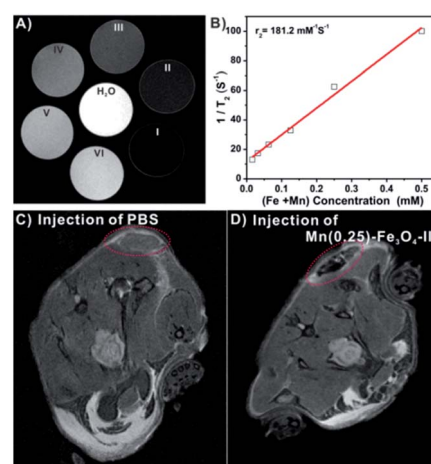 A)
III
IV
II
H₂O
V
I
VI
B)
r₂= 181.2 mM⁻¹S⁻¹
1 / T₂ (S⁻¹)
100
80
60
40
20
0
0.0 0.1 0.2 0.3 0.4 0.5
(Fe +Mn) Concentration (mM)
C) Injection of PBS
D) Injection of
Mn(0.25)-Fe₃O₄-III